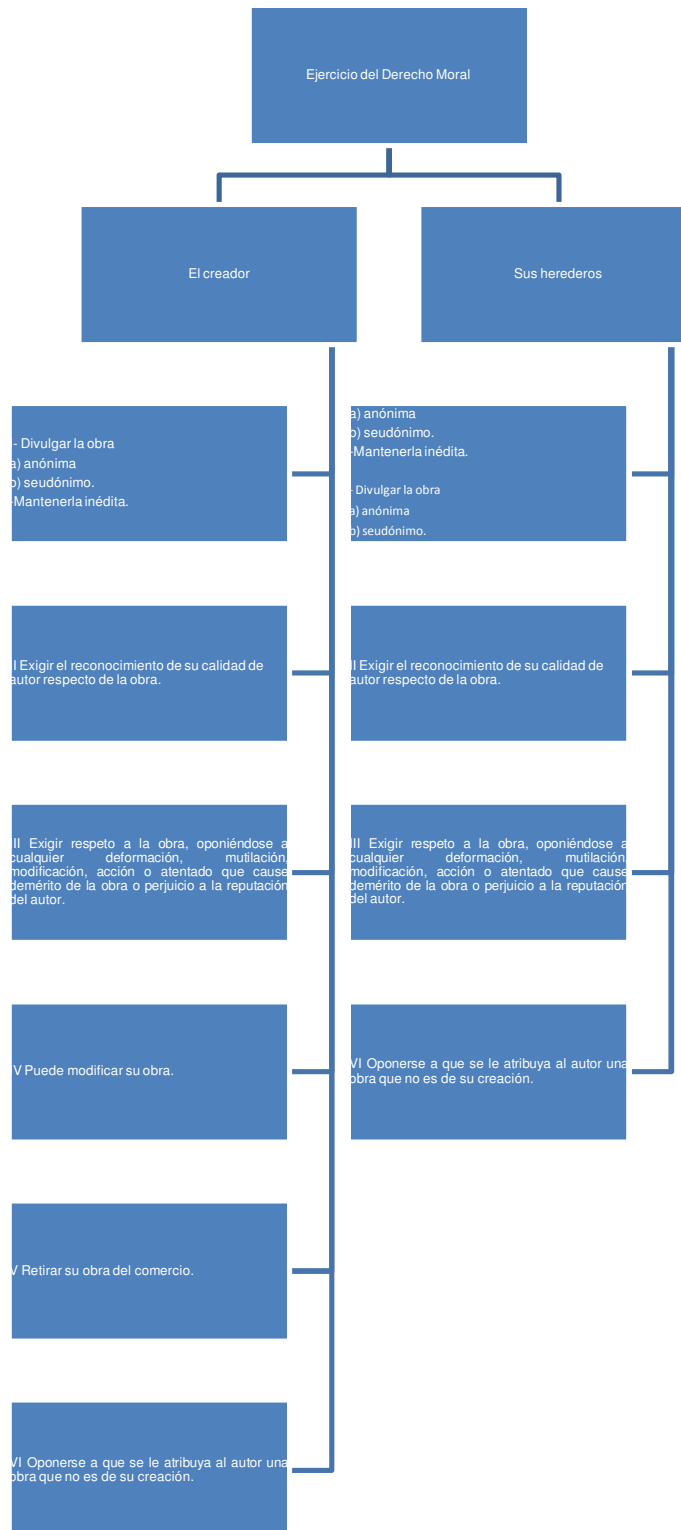 Ejercicio del Derecho Moral
El creador
Sus herederos
- Divulgar la obra
a) anónima
b) seudónimo.
-Mantenerla inédita.
II Exigir el reconocimiento de su calidad de
autor respecto de la obra.
III Exigir respeto a la obra, oponiéndose a
cualquier deformación, mutilación,
modificación, acción o atentado que cause
demérito de la obra o perjuicio a la reputación
del autor.
IV Puede modificar su obra.
V Retirar su obra del comercio.
VI Oponerse a que se le atribuya al autor una
obra que no es de su creación.
a) anónima
b) seudónimo.
-Mantenerla inédita.
- Divulgar la obra
a) anónima
b) seudónimo.
II Exigir el reconocimiento de su calidad de
autor respecto de la obra.
III Exigir respeto a la obra, oponiéndose a
cualquier deformación, mutilación,
modificación, acción o atentado que cause
demérito de la obra o perjuicio a la reputación
del autor.
VI Oponerse a que se le atribuya al autor una
obra que no es de su creación.